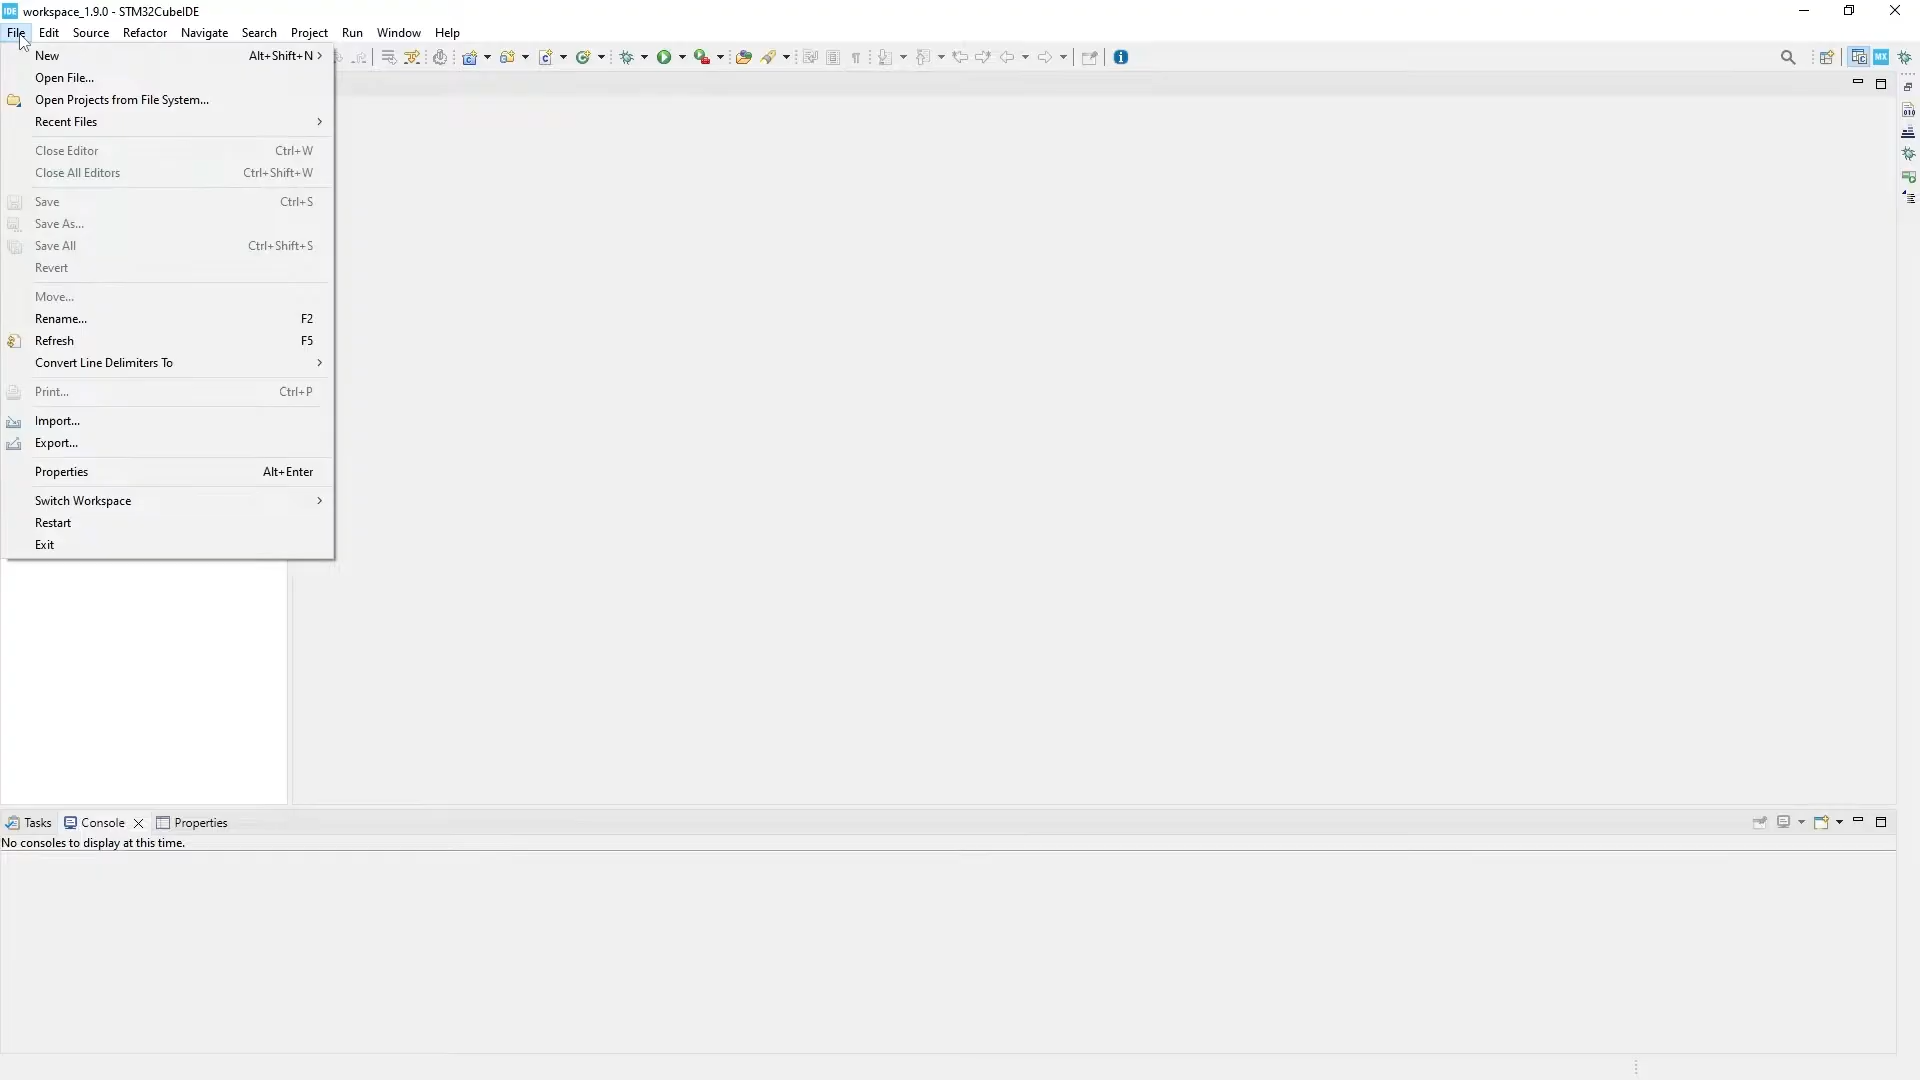 IDE workspace_1.9.0 - STM32CubeIDE
File Edit Source Refactor Navigate Search Project Run Window Help
New Alt+Shift+N
Open File...
Open Projects from File System...
Recent Files
Close Editor Ctrl+W
Close All Editors Ctrl+Shift+W
Save Ctrl+S
Save As...
Save All Ctrl+Shift+S
Revert
Move...
Rename... F2
Refresh F5
Convert Line Delimiters To
Print... Ctrl+P
Import...
Export...
Properties Alt+Enter
Switch Workspace
Restart
Exit
MX
010
Tasks Console Properties
No consoles to display at this time.